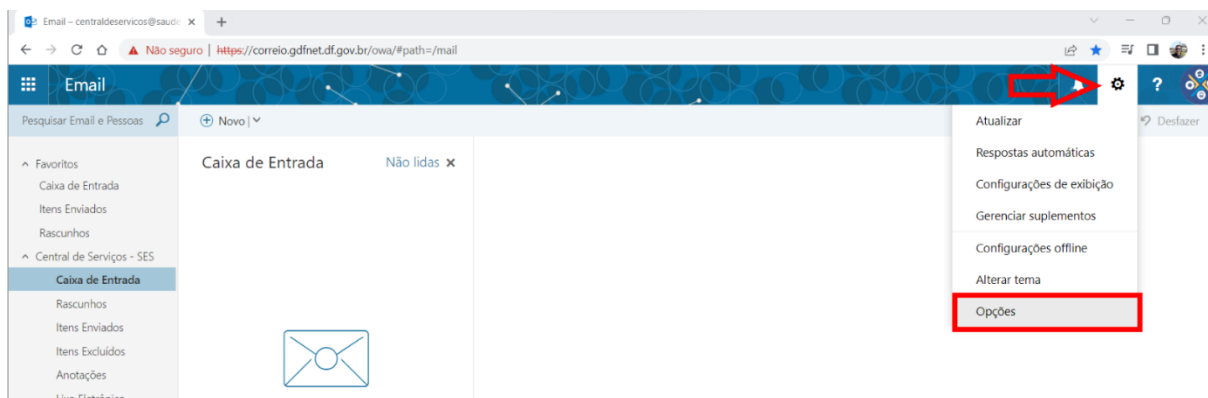 Email – centraldeservicos@saude
Não seguro | https://correio.gdfnet.df.gov.br/owa/#path=/mail
Email
?
Pesquisar Email e Pessoas
Novo |
Atualizar
Desfazer
Favoritos
Caixa de Entrada
Não lidas
Respostas automáticas
Caixa de Entrada
Configurações de exibição
Itens Enviados
Gerenciar suplementos
Rascunhos
Central de Serviços - SES
Configurações offline
Caixa de Entrada
Alterar tema
Rascunhos
Opções
Itens Enviados
Itens Excluídos
Anotações